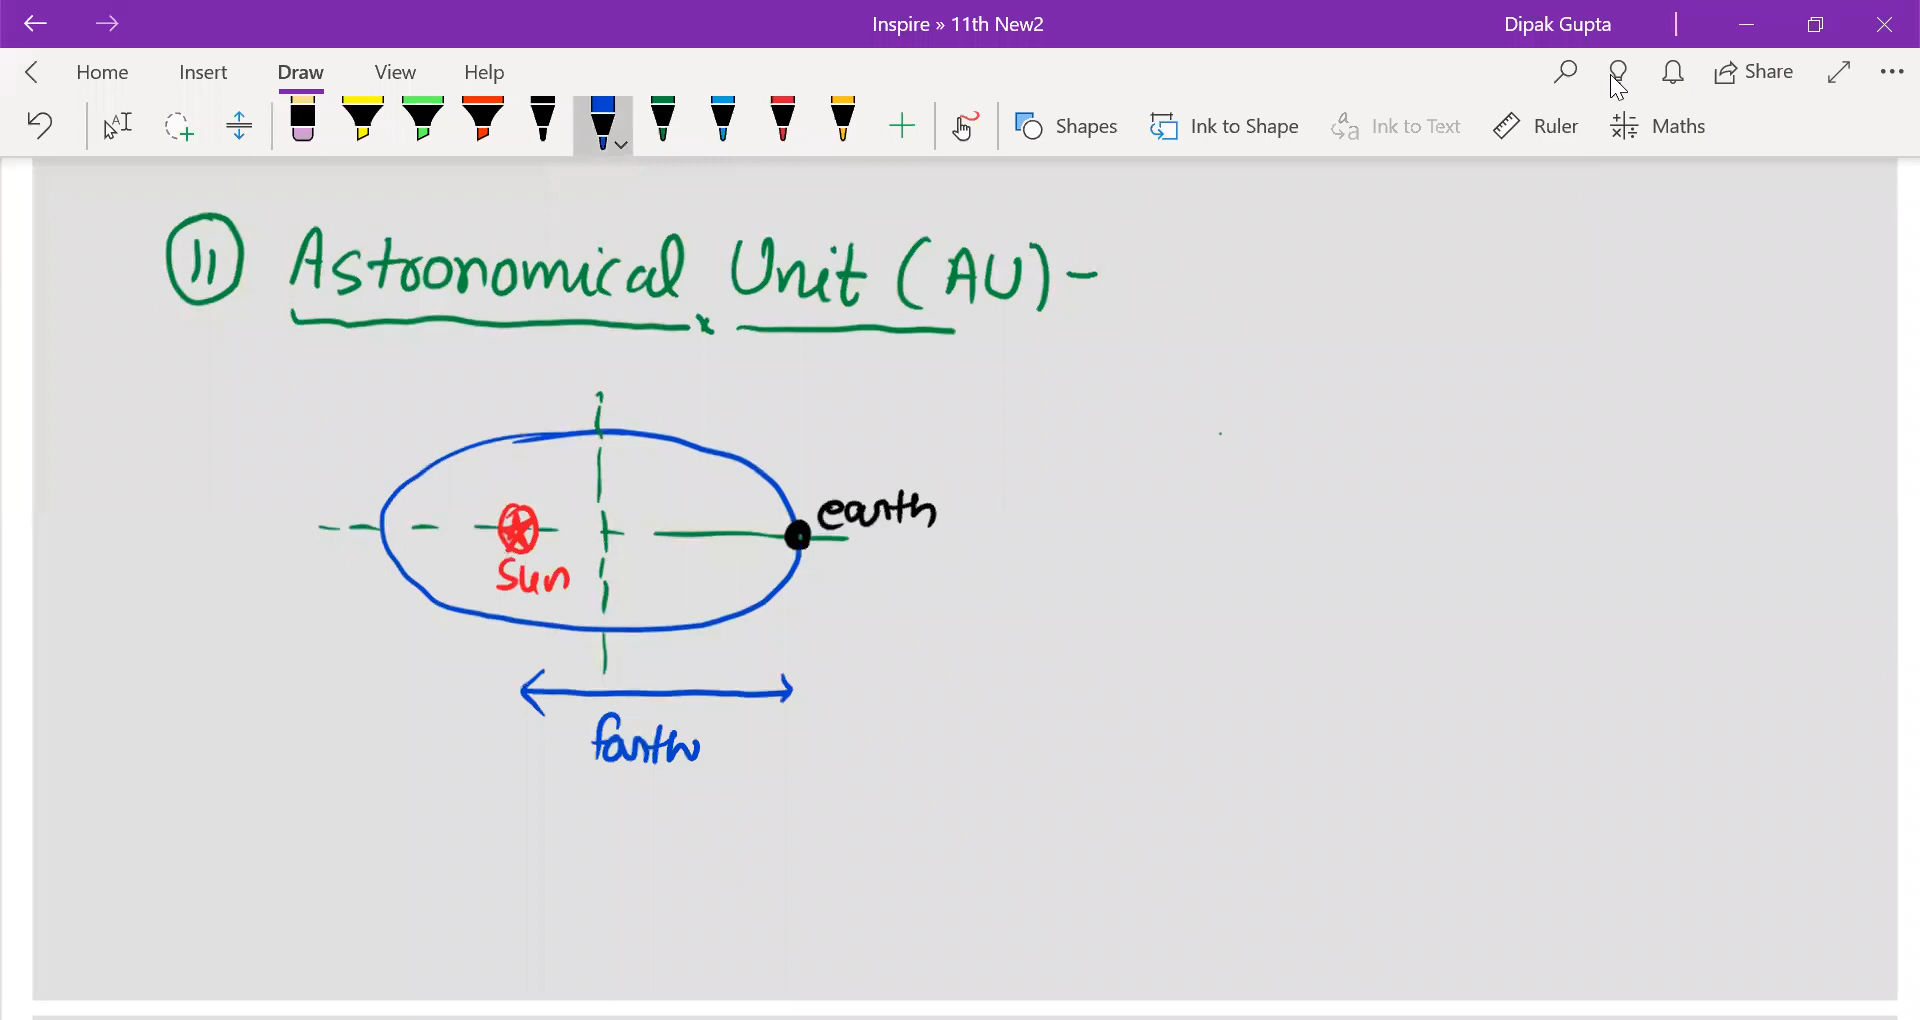 Inspire » 11th New2
Dipak Gupta
Home Insert Draw View Help
Share
Shapes Ink to Shape Ink to Text Ruler Maths
11 Astronomical Unit (AU) -
earth
Sun